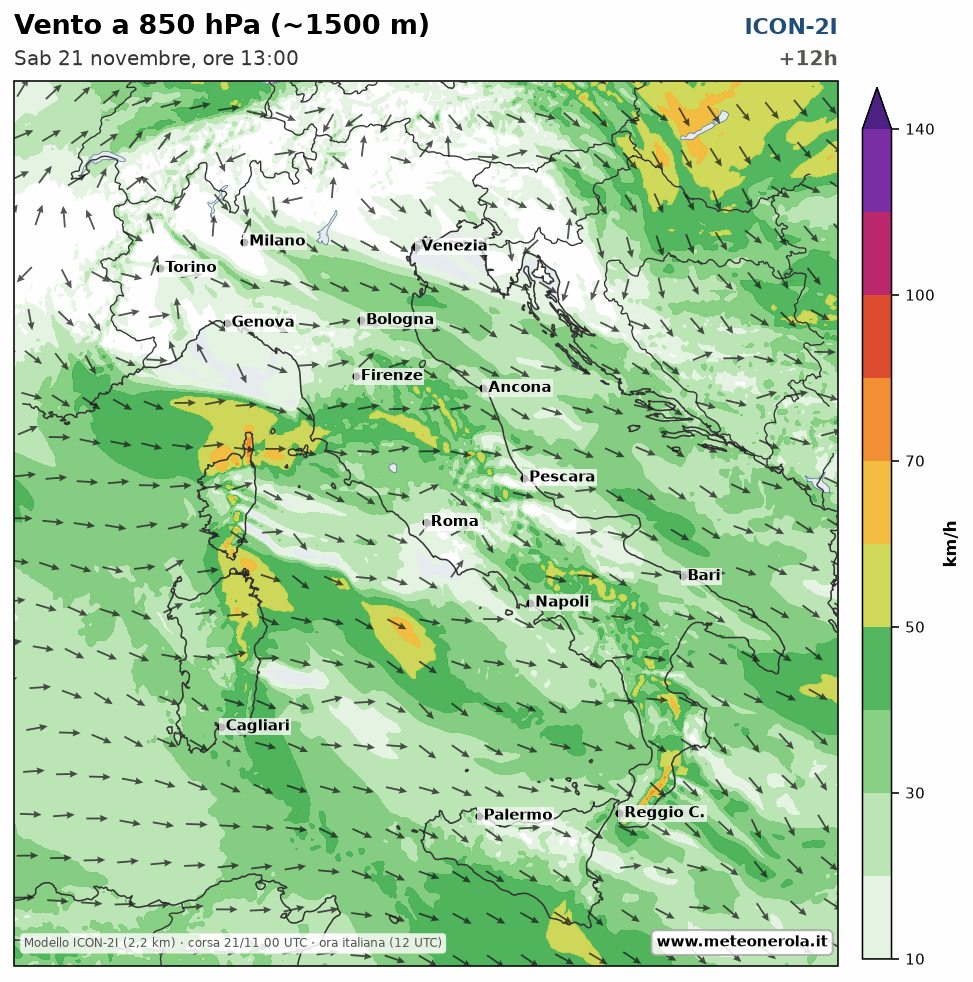 Vento a 850 hPa (~1500 m)
ICON-2I
Sab 21 novembre, ore 13:00
+12h
140
100
70
50
30
10
km/h
Milano
Venezia
Torino
Genova
Bologna
Firenze
Ancona
Pescara
Roma
Bari
Napoli
Cagliari
Palermo
Reggio C.
Modello ICON-2I (2,2 km) · corsa 21/11 00 UTC · ora italiana (12 UTC)
www.meteonerola.it